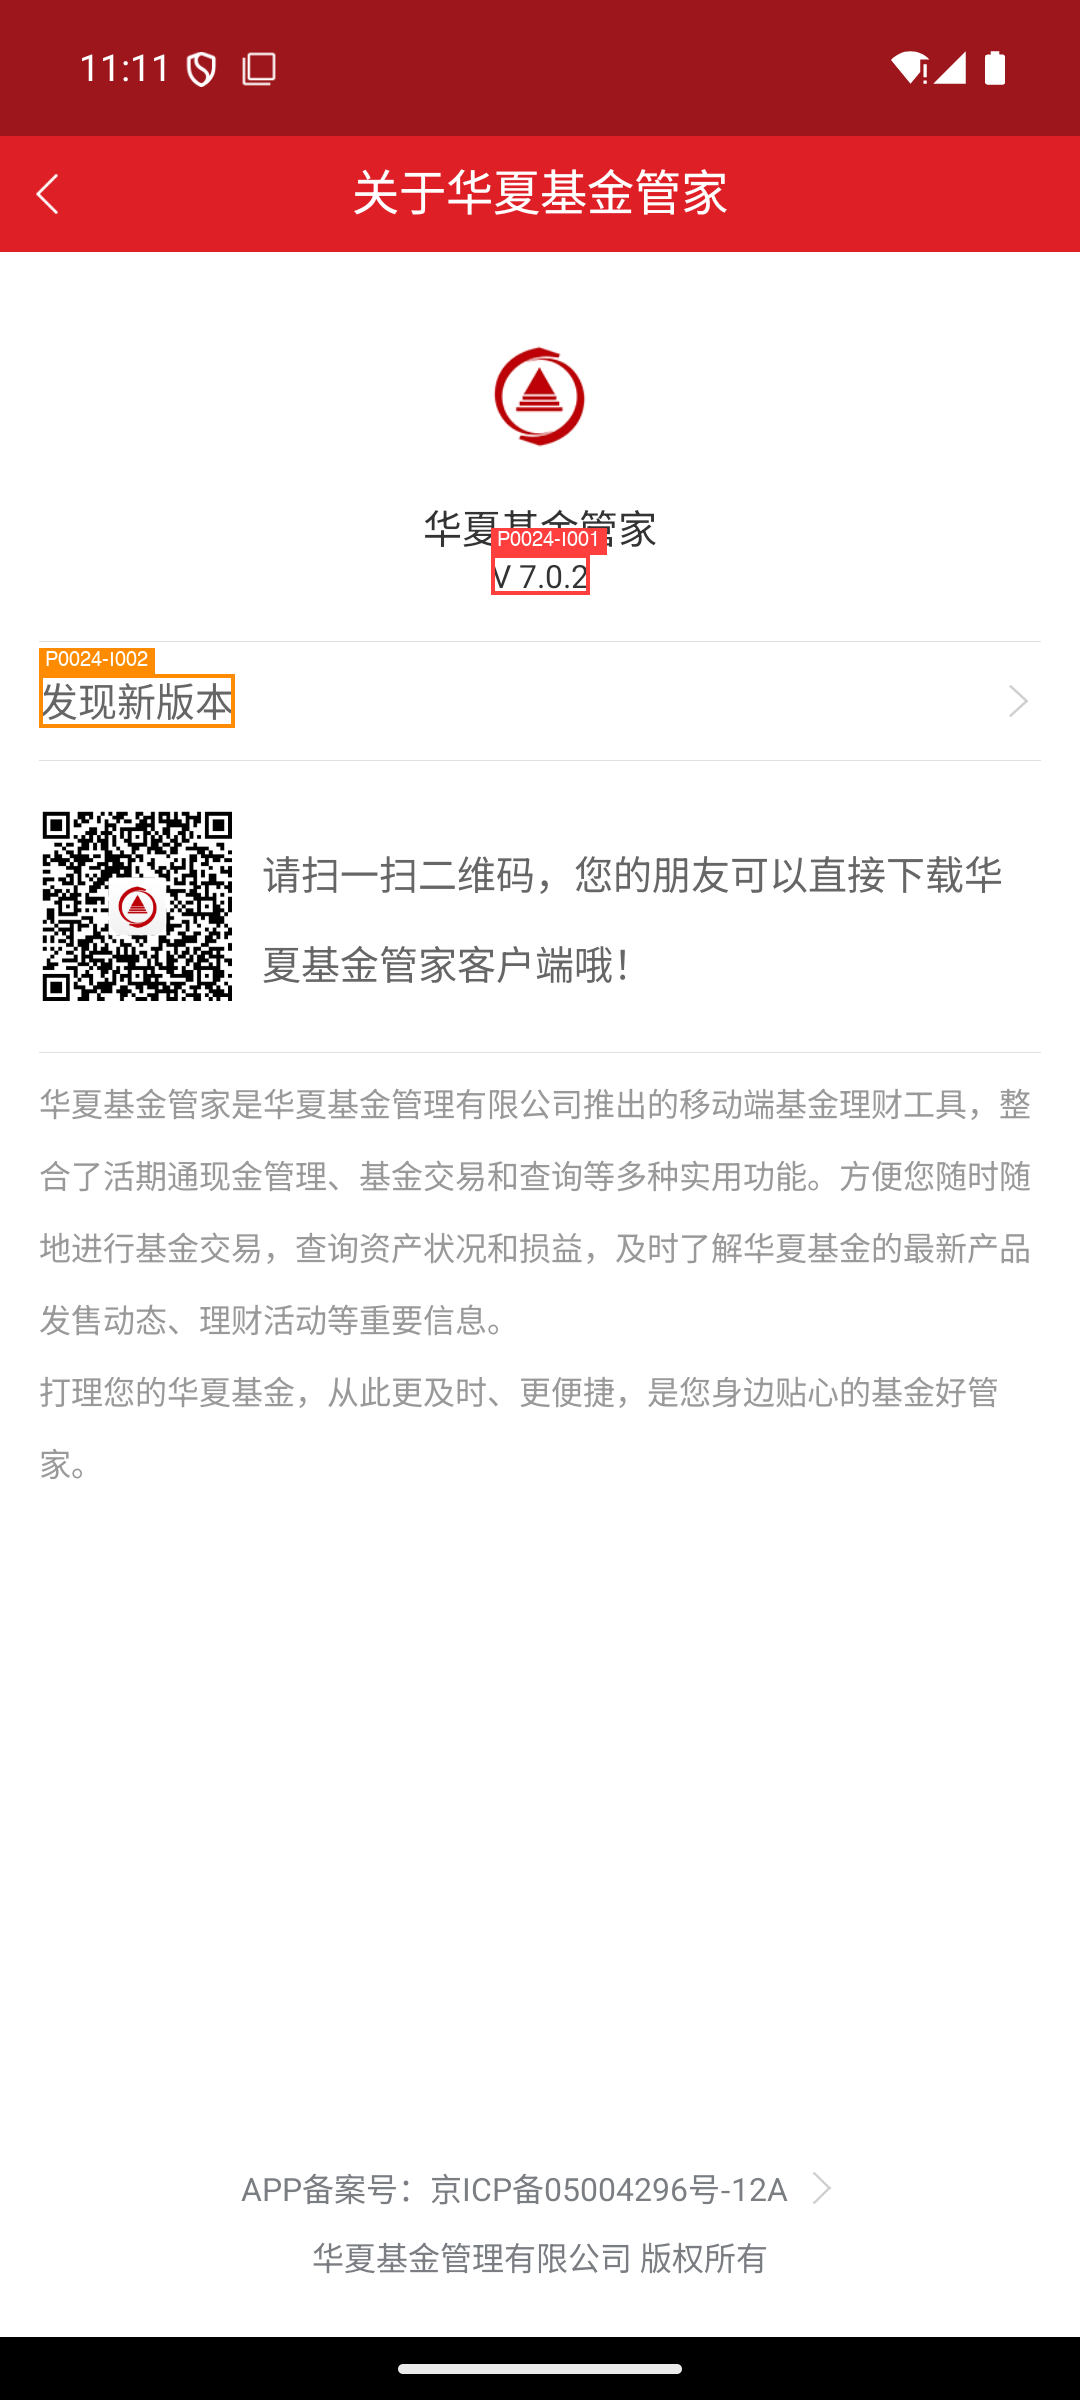 11:11
关于华夏基金管家
华夏基金管家
P0024-I001
V 7.0.2
P0024-I002
发现新版本
请扫一扫二维码，您的朋友可以直接下载华
夏基金管家客户端哦！
华夏基金管家是华夏基金管理有限公司推出的移动端基金理财工具，整
合了活期通现金管理、基金交易和查询等多种实用功能。方便您随时随
地进行基金交易，查询资产状况和损益，及时了解华夏基金的最新产品
发售动态、理财活动等重要信息。
打理您的华夏基金，从此更及时、更便捷，是您身边贴心的基金好管
家。
APP备案号：京ICP备05004296号-12A
华夏基金管理有限公司 版权所有